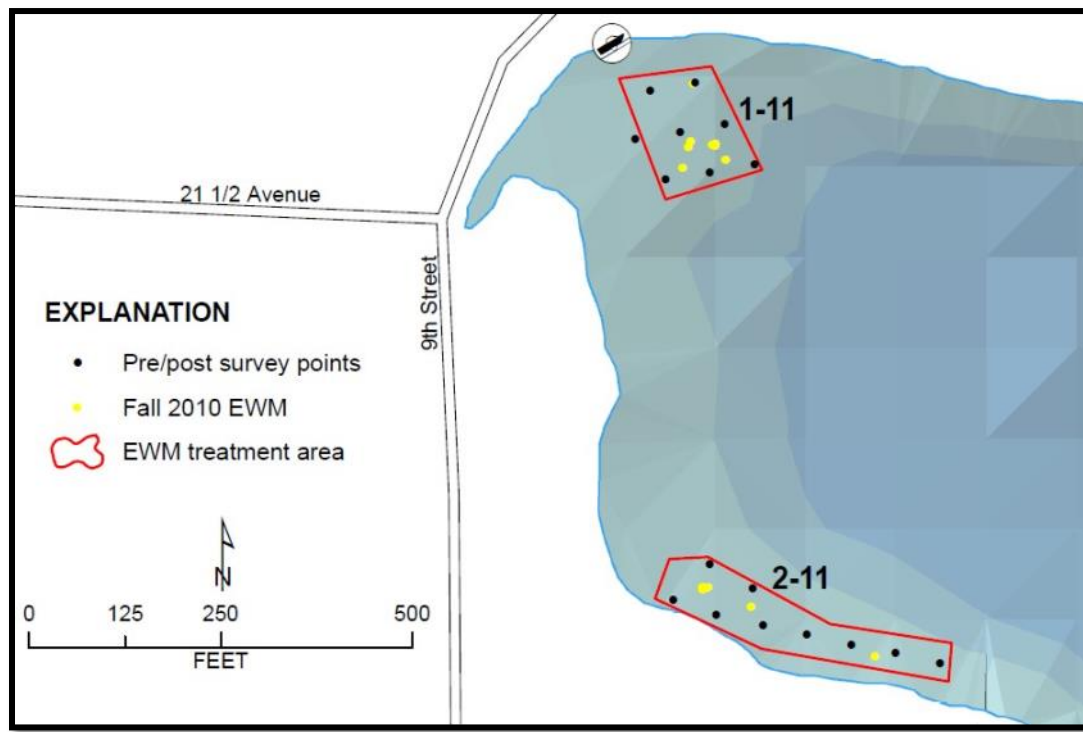 1-11
21 1/2 Avenue
9th Street
EXPLANATION
Pre/post survey points
Fall 2010 EWM
EWM treatment area
N
2-11
0 125 250 500
FEET